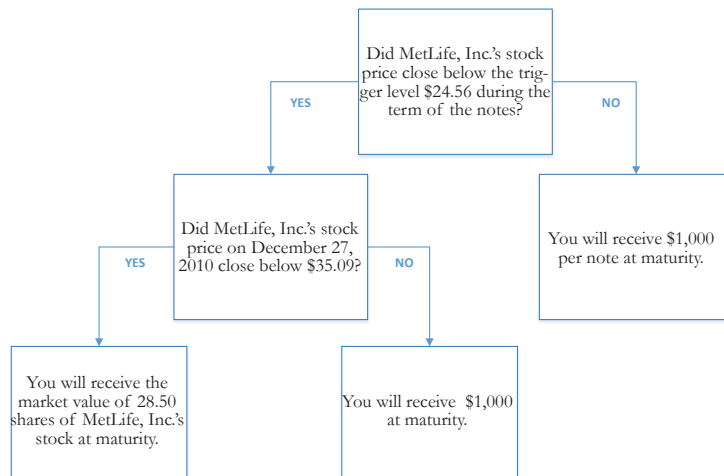 Did MetLife, Inc.'s stock
price close below the trig-
ger level $24.56 during the
term of the notes?
YES
NO
Did MetLife, Inc.'s stock
price on December 27,
2010 close below $35.09?
You will receive $1,000
per note at maturity.
YES
NO
You will receive the
market value of 28.50
shares of MetLife, Inc.'s
stock at maturity.
You will receive $1,000
at maturity.